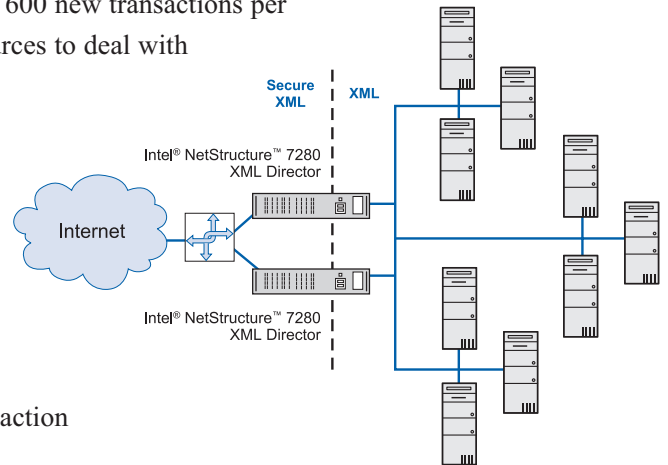 600 new transactions per
urces to deal with
Secure
XML
XML
Intel® NetStructure™ 7280
XML Director
Internet
Intel® NetStructure™ 7280
XML Director
action